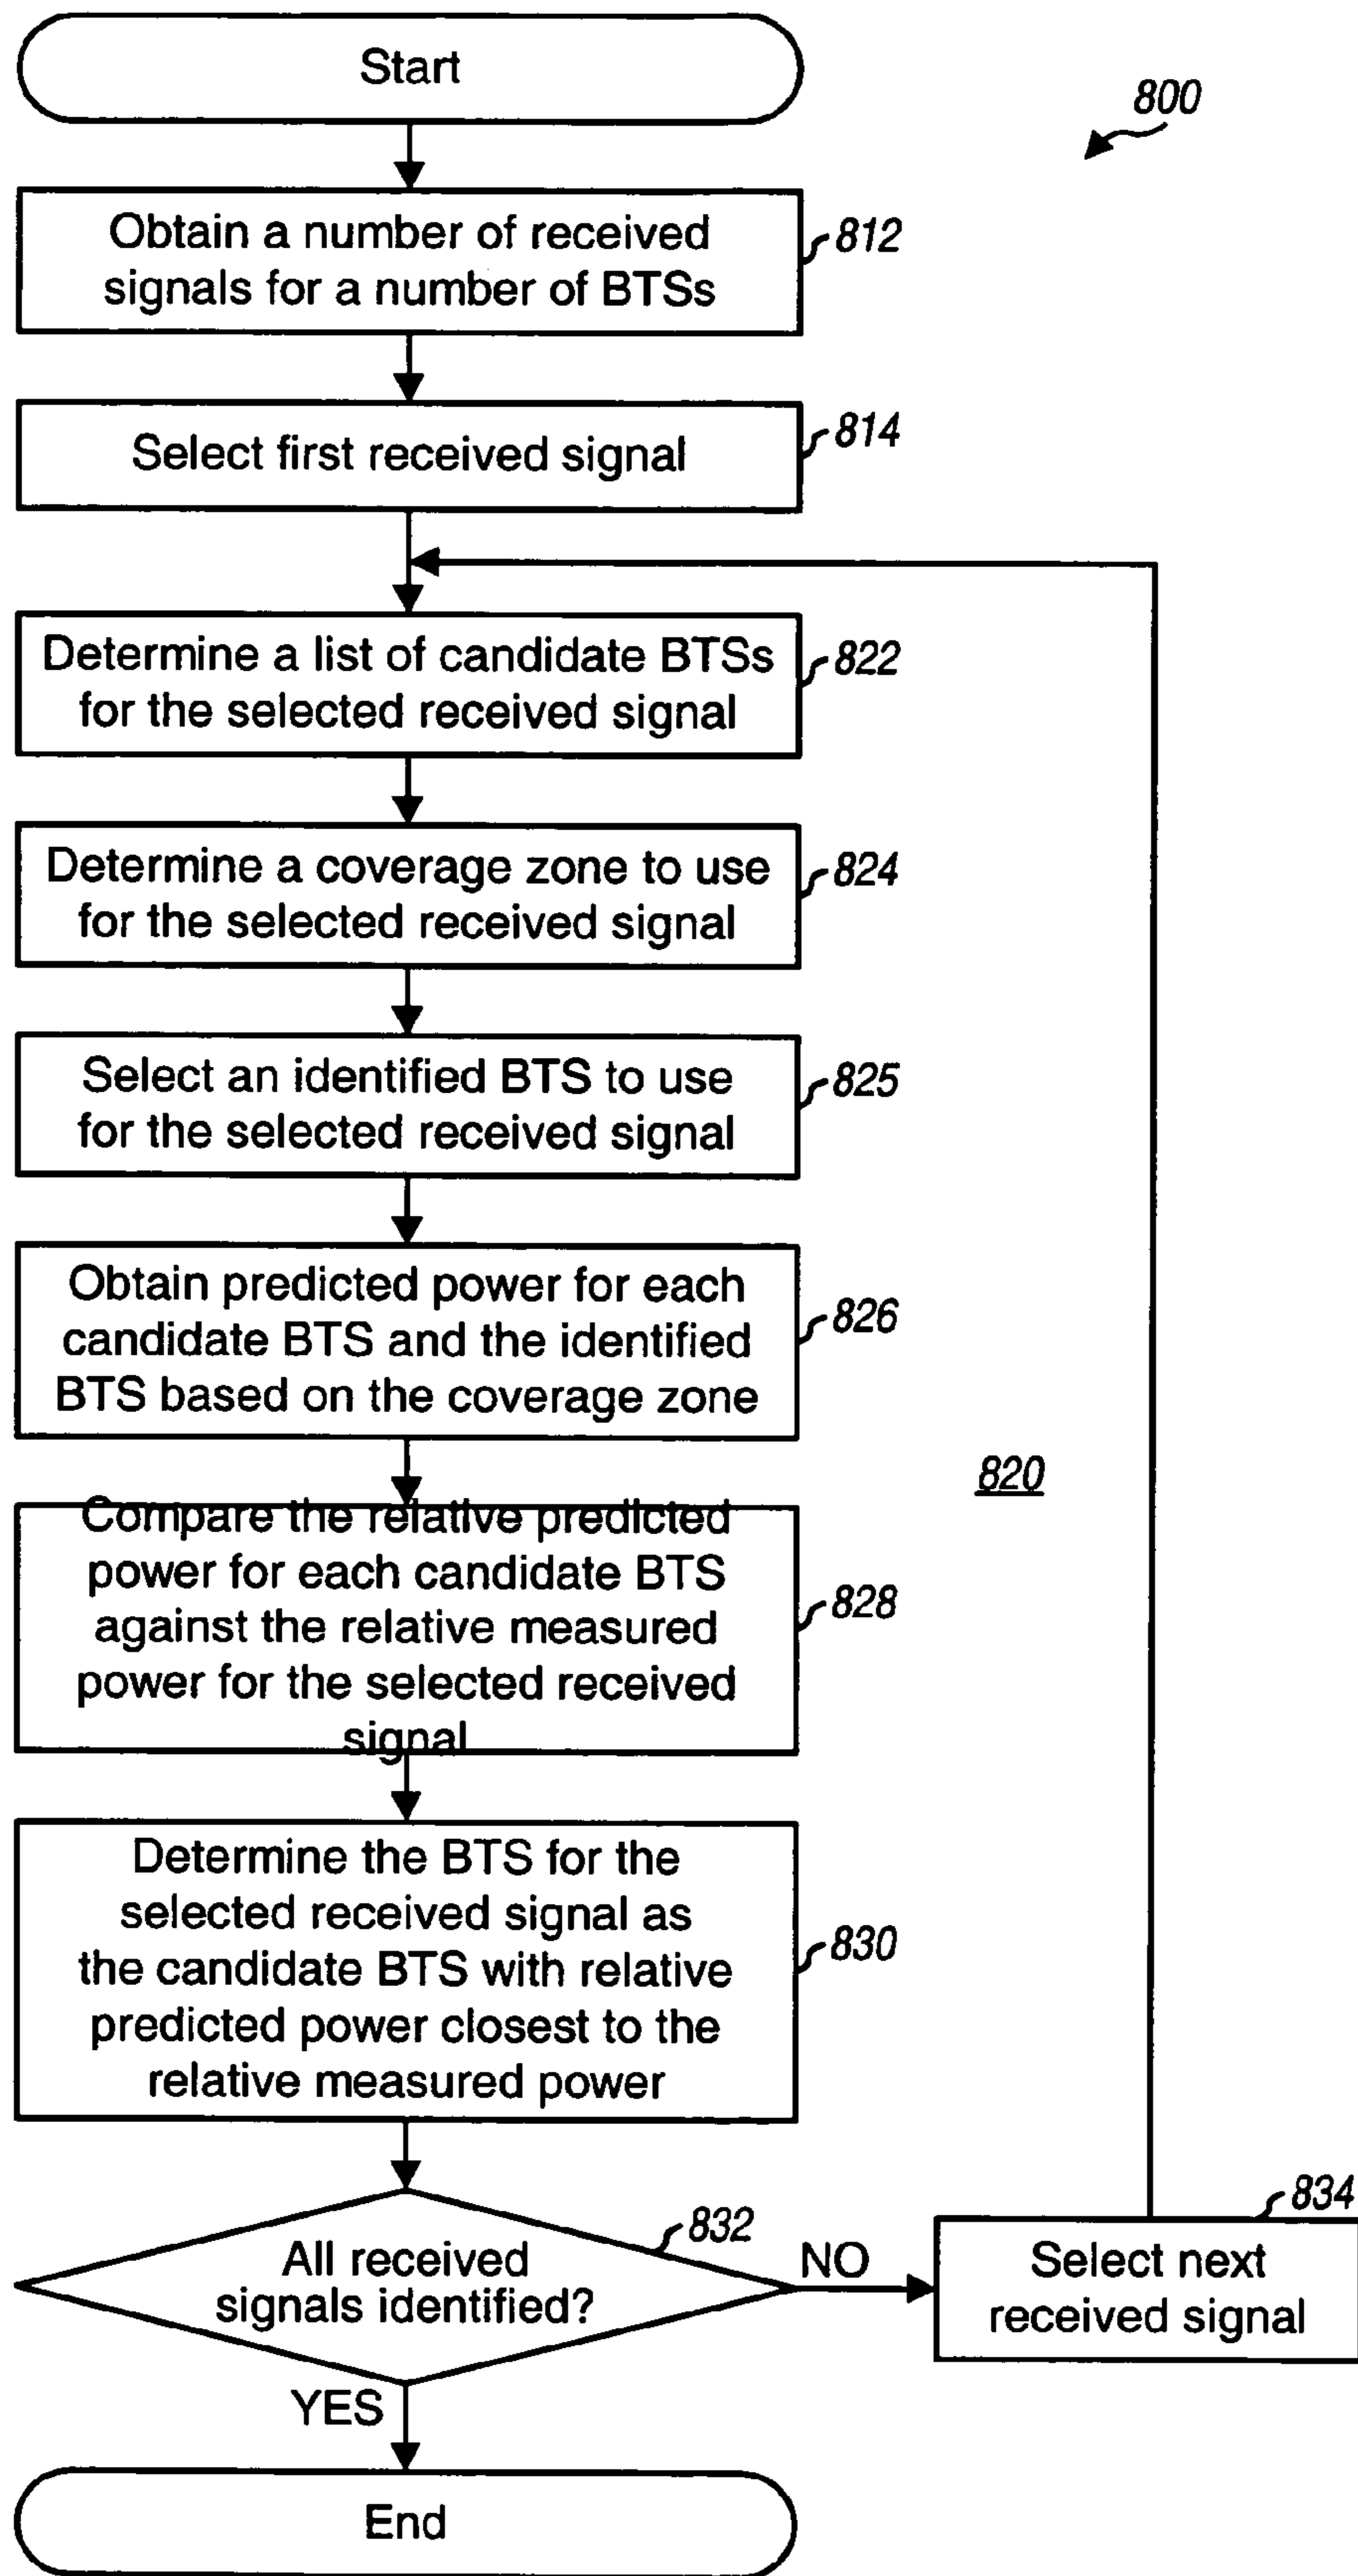 Start
800
Obtain a number of received
signals for a number of BTSs
812
Select first received signal
814
Determine a list of candidate BTSs
for the selected received signal
822
Determine a coverage zone to use
for the selected received signal
824
Select an identified BTS to use
for the selected received signal
825
Obtain predicted power for each
candidate BTS and the identified
BTS based on the coverage zone
826
820
Compare the relative predicted
power for each candidate BTS
against the relative measured
power for the selected received
signal
828
Determine the BTS for the
selected received signal as
the candidate BTS with relative
predicted power closest to the
relative measured power
830
All received
signals identified?
832
NO
Select next
received signal
834
YES
End